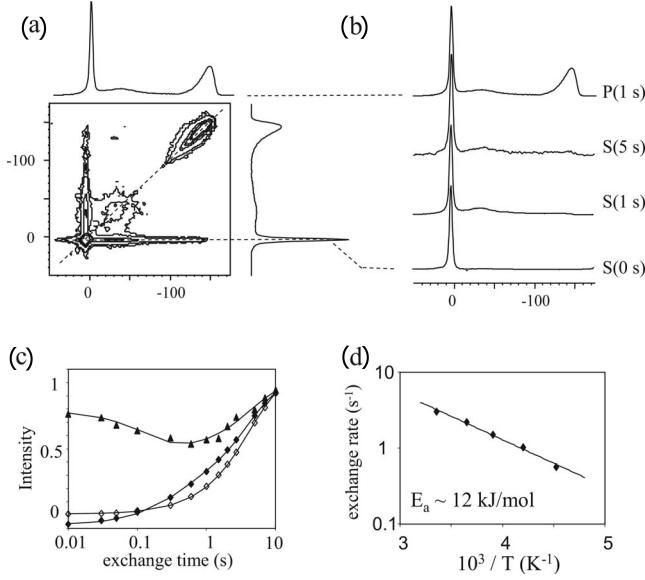 (a)
(b)
P(1 s)
S(5 s)
S(1 s)
S(0 s)
-100
0
0
-100
0
-100
(c)
(d)
1
0.5
0
Intensity
0.01
0.1
1
10
exchange time (s)
10
1
0.1
exchange rate (s⁻¹)
Eₐ ~ 12 kJ/mol
3
4
5
10³ / T (K⁻¹)